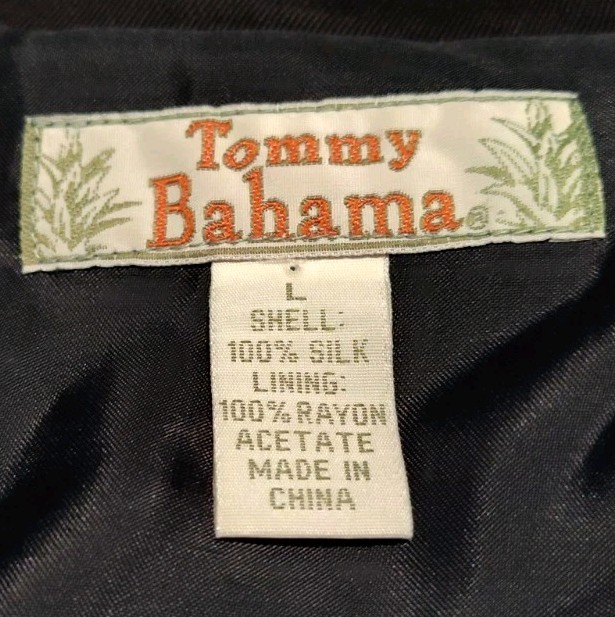 Tommy
Bahama®
L
SHELL:
100% SILK
LINING:
100% RAYON
ACETATE
MADE IN
CHINA